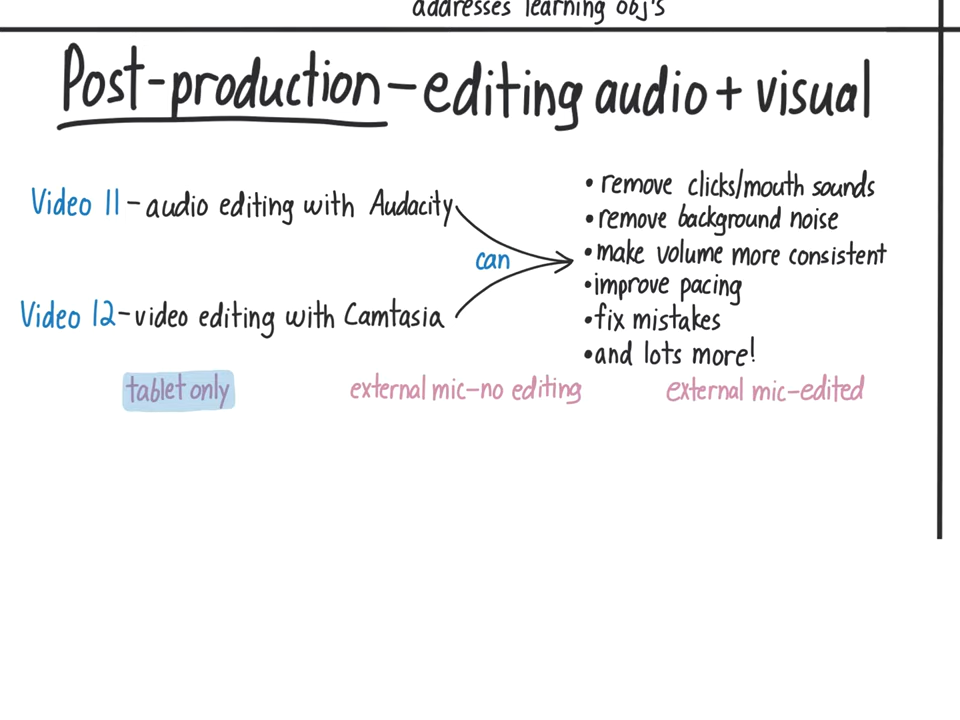 addresses learning obj's
Post-production-editing audio + visual
Video 11 - audio editing with Audacity
can
Video 12 - video editing with Camtasia
• remove clicks/mouth sounds
• remove background noise
• make volume more consistent
• improve pacing
• fix mistakes
• and lots more!
tablet only
external mic-no editing
external mic-edited